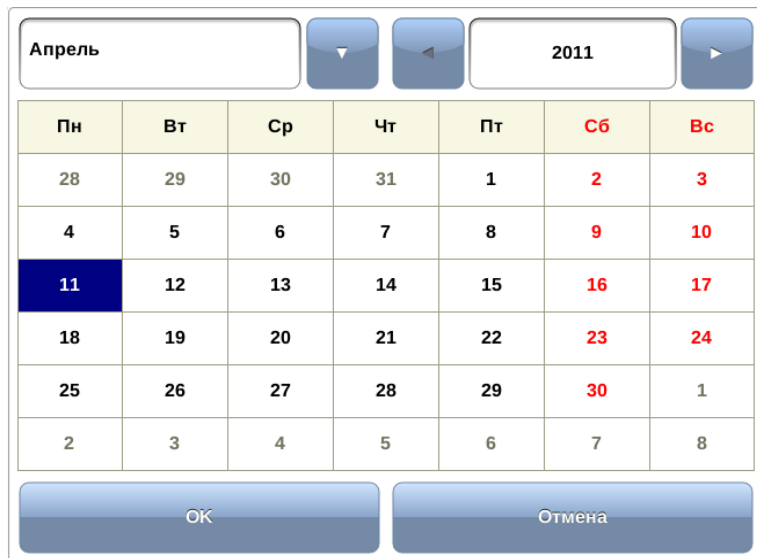 Апрель ▼ ◄ 2011 ►
Пн Вт Ср Чт Пт Сб Вс
28 29 30 31 1 2 3
4 5 6 7 8 9 10
11 12 13 14 15 16 17
18 19 20 21 22 23 24
25 26 27 28 29 30 1
2 3 4 5 6 7 8
OK Отмена